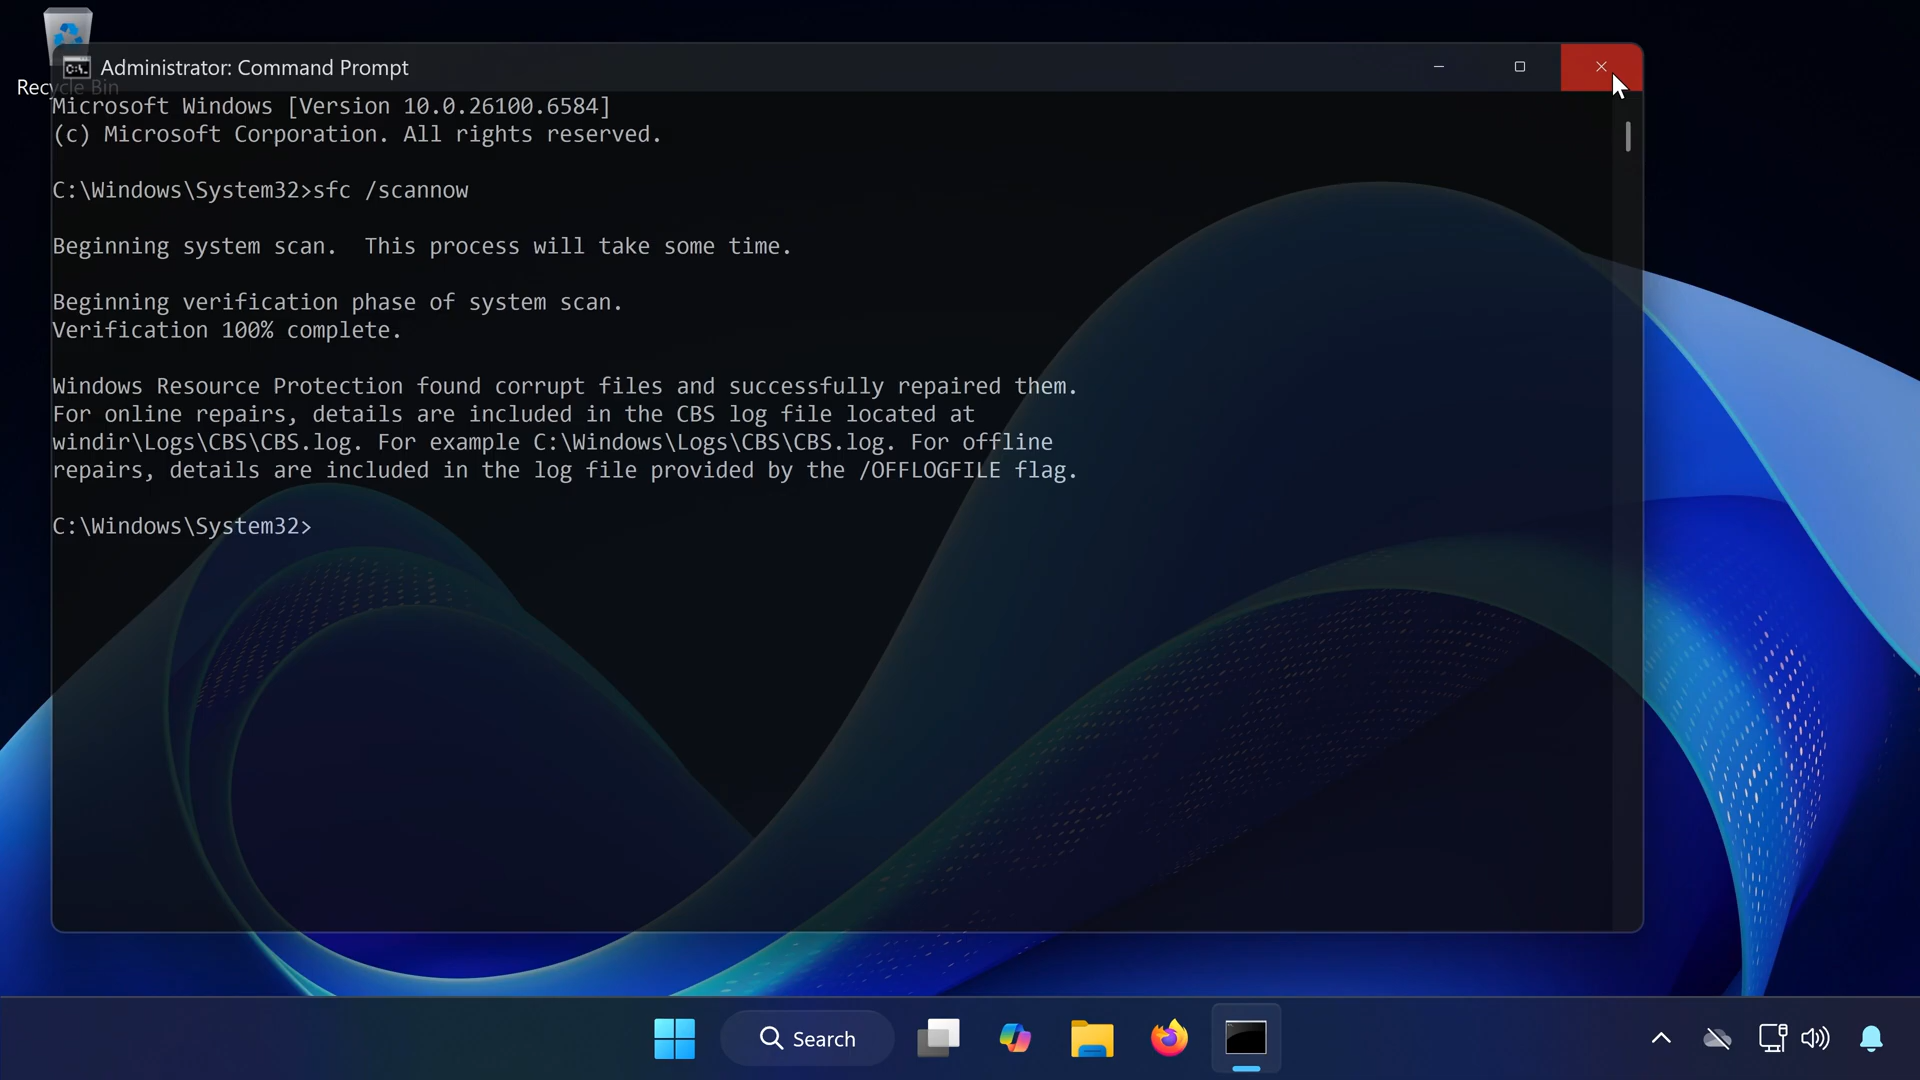 Recycle Bin
Administrator: Command Prompt
Microsoft Windows [Version 10.0.26100.6584]
(c) Microsoft Corporation. All rights reserved.
C:\Windows\System32>sfc /scannow
Beginning system scan.  This process will take some time.
Beginning verification phase of system scan.
Verification 100% complete.
Windows Resource Protection found corrupt files and successfully repaired them.
For online repairs, details are included in the CBS log file located at
windir\Logs\CBS\CBS.log. For example C:\Windows\Logs\CBS\CBS.log. For offline
repairs, details are included in the log file provided by the /OFFLOGFILE flag.
C:\Windows\System32>
Search